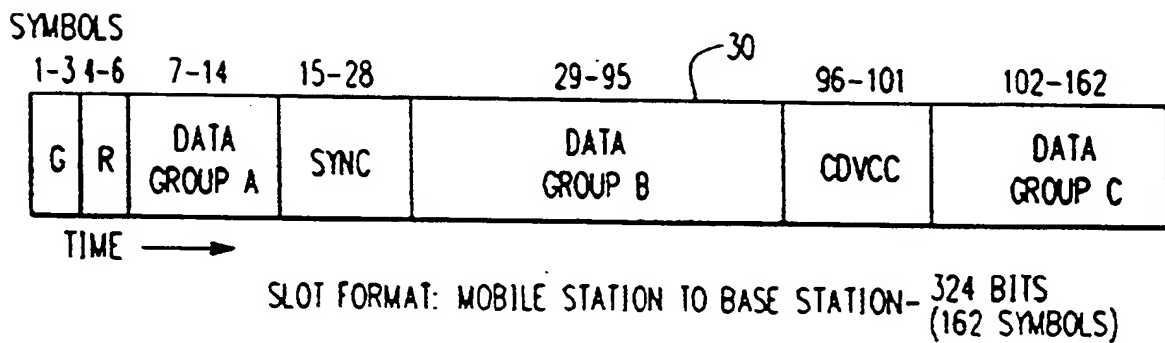 SYMBOLS
30
1-3 4-6 7-14 15-28 29-95 96-101 102-162
G R DATA GROUP A SYNC DATA GROUP B CDVCC DATA GROUP C
TIME
SLOT FORMAT: MOBILE STATION TO BASE STATION- 324 BITS
(162 SYMBOLS)